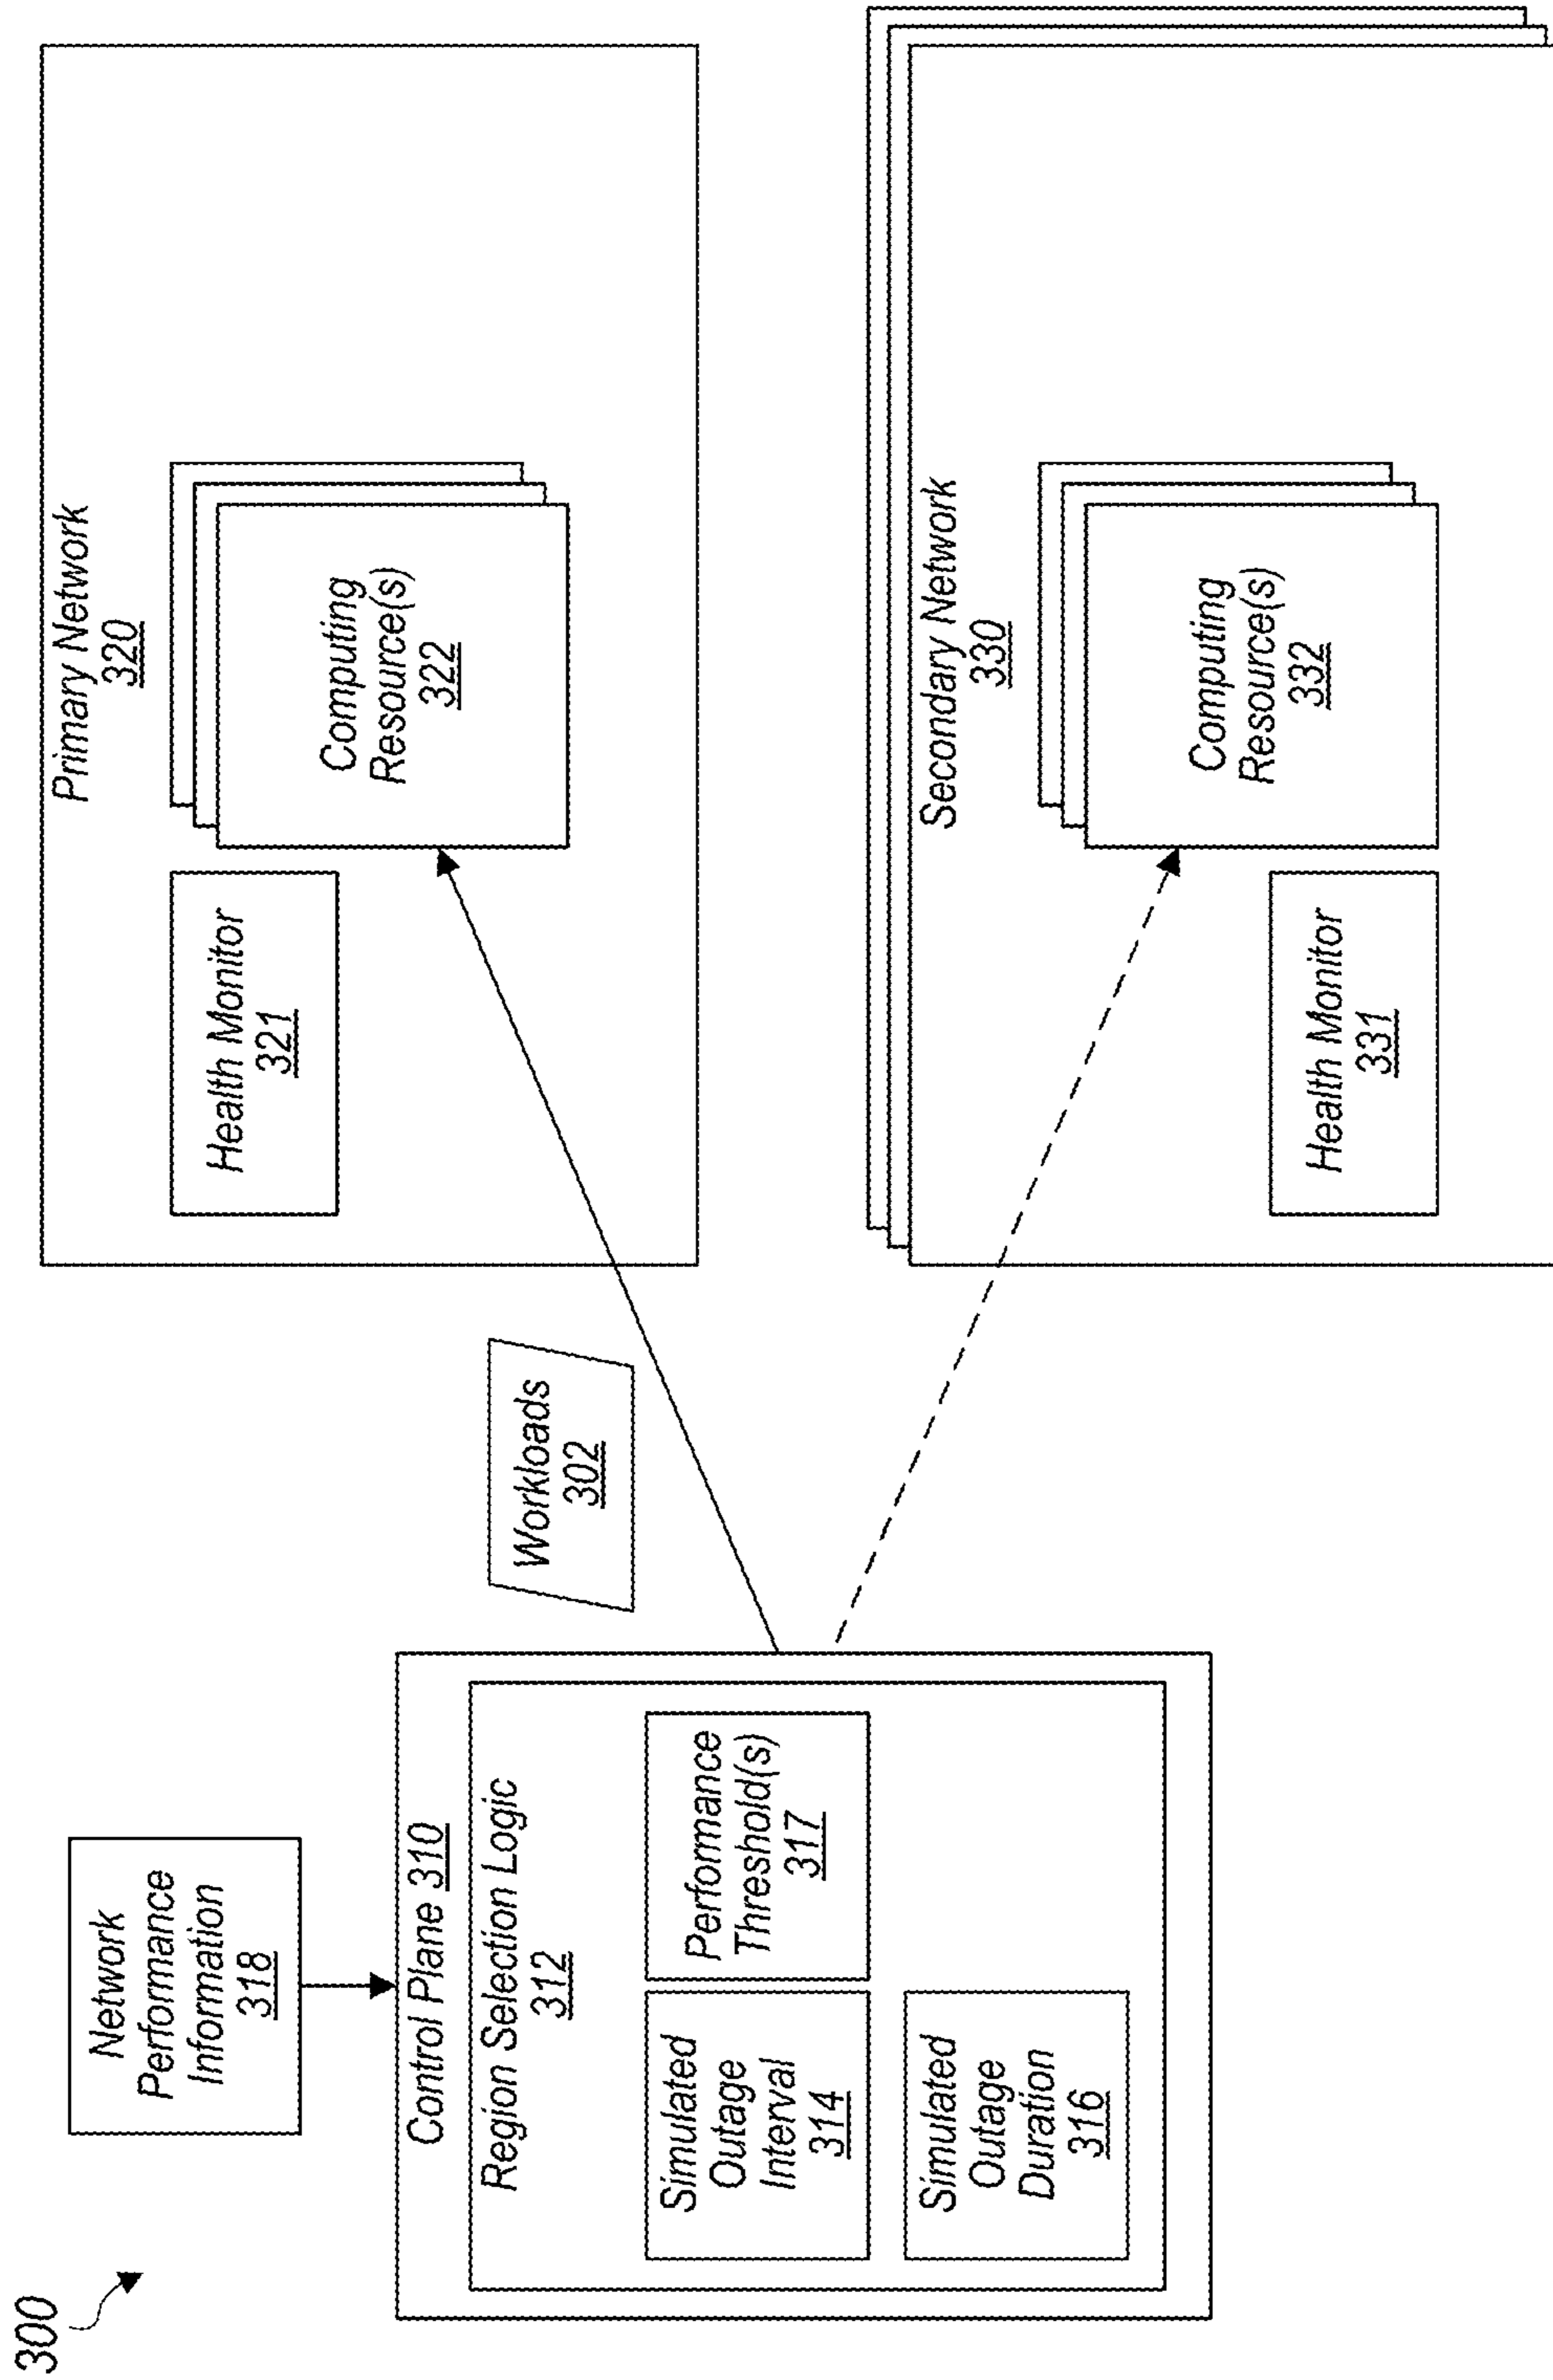 300
Network
Performance
Information
318
Control Plane 310
Region Selection Logic
312
Simulated
Outage
Interval
314
Performance
Threshold(s)
317
Simulated
Outage
Duration
316
Workloads
302
Primary Network
320
Health Monitor
321
Computing
Resource(s)
322
Secondary Network
330
Health Monitor
331
Computing
Resource(s)
332